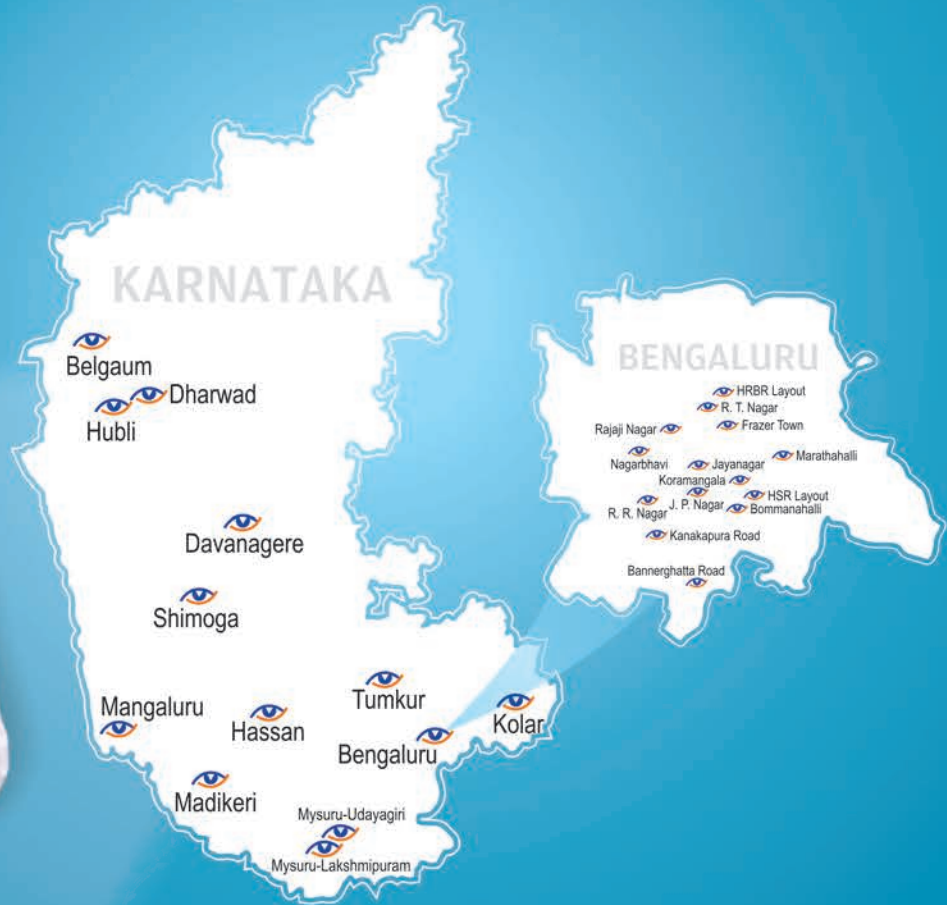 KARNATAKA
Belgaum
Dharwad
Hubli
Davanagere
Shimoga
Mangaluru
Hassan
Tumkur
Kolar
Bengaluru
Madikeri
Mysuru-Udayagiri
Mysuru-Lakshmipuram
BENGALURU
HRBR Layout
R. T. Nagar
Rajaji Nagar
Frazer Town
Nagarbhavi
Jayanagar
Marathahalli
Koramangala
R. R. Nagar
J. P. Nagar
HSR Layout
Bommanahalli
Kanakapura Road
Bannerghatta Road